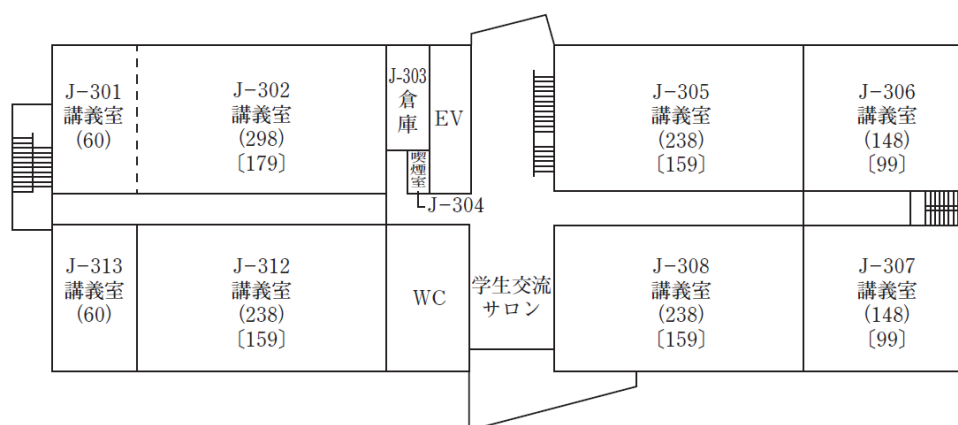 J-301
講義室
(60)
J-302
講義室
(298)
〔179〕
J-303
倉
庫
EV
喫
煙
室
J-304
J-305
講義室
(238)
〔159〕
J-306
講義室
(148)
〔99〕
J-313
講義室
(60)
J-312
講義室
(238)
〔159〕
WC
学生交流
サロン
J-308
講義室
(238)
〔159〕
J-307
講義室
(148)
〔99〕